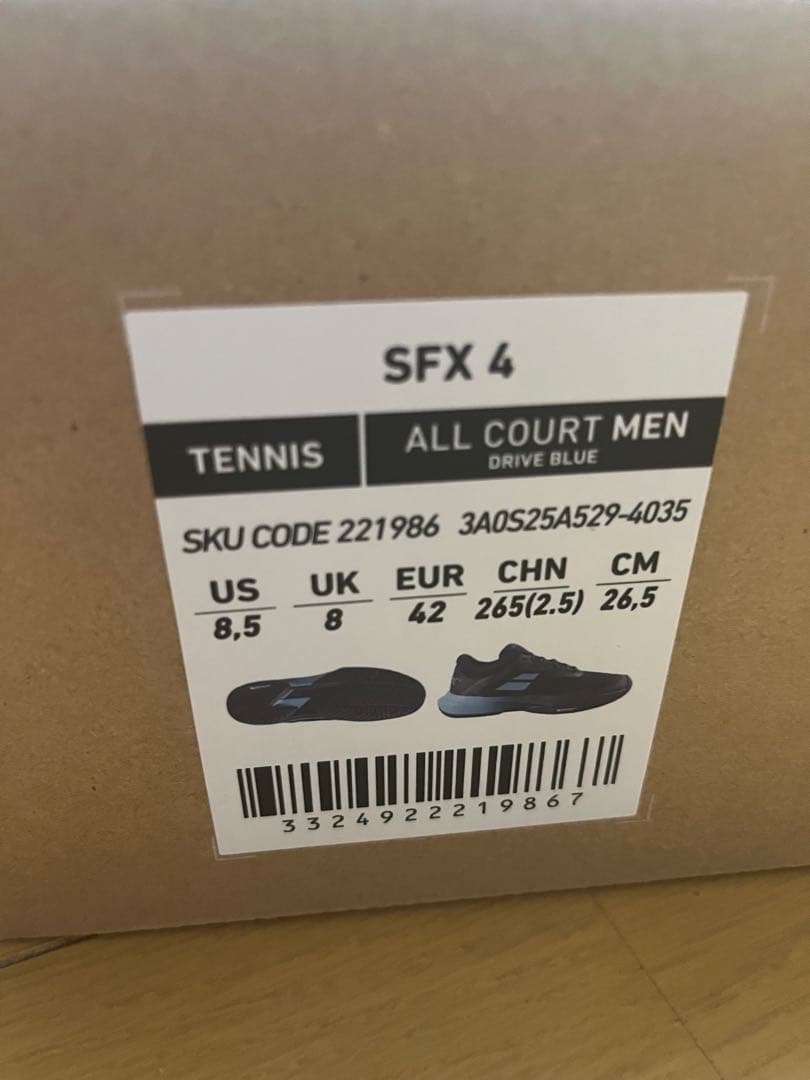 SFX 4
TENNIS
ALL COURT MEN
DRIVE BLUE
SKU CODE 221986 3A0S25A529-4035
US UK EUR CHN CM
8,5 8 42 265(2.5) 26,5
3324922219867